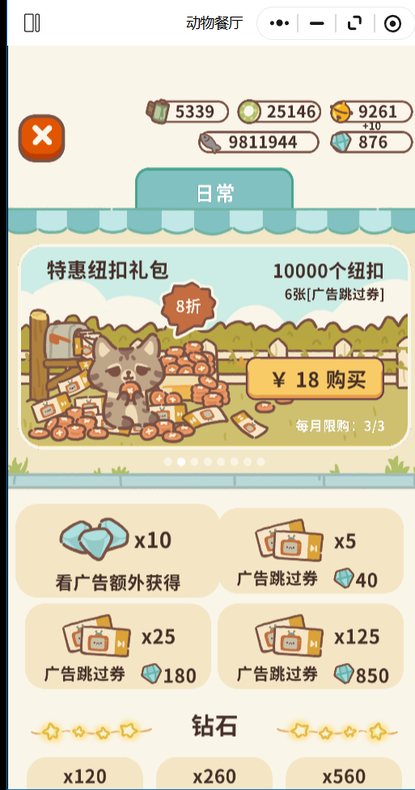 动物餐厅
5339 25146 9261
+10
9811944 876
日常
特惠纽扣礼包 10000个纽扣
8折 6张[广告跳过券]
¥ 18 购买
每月限购：3/3
x10 x5
看广告额外获得 广告跳过券 40
x25 x125
广告跳过券 180 广告跳过券 850
钻石
x120 x260 x560